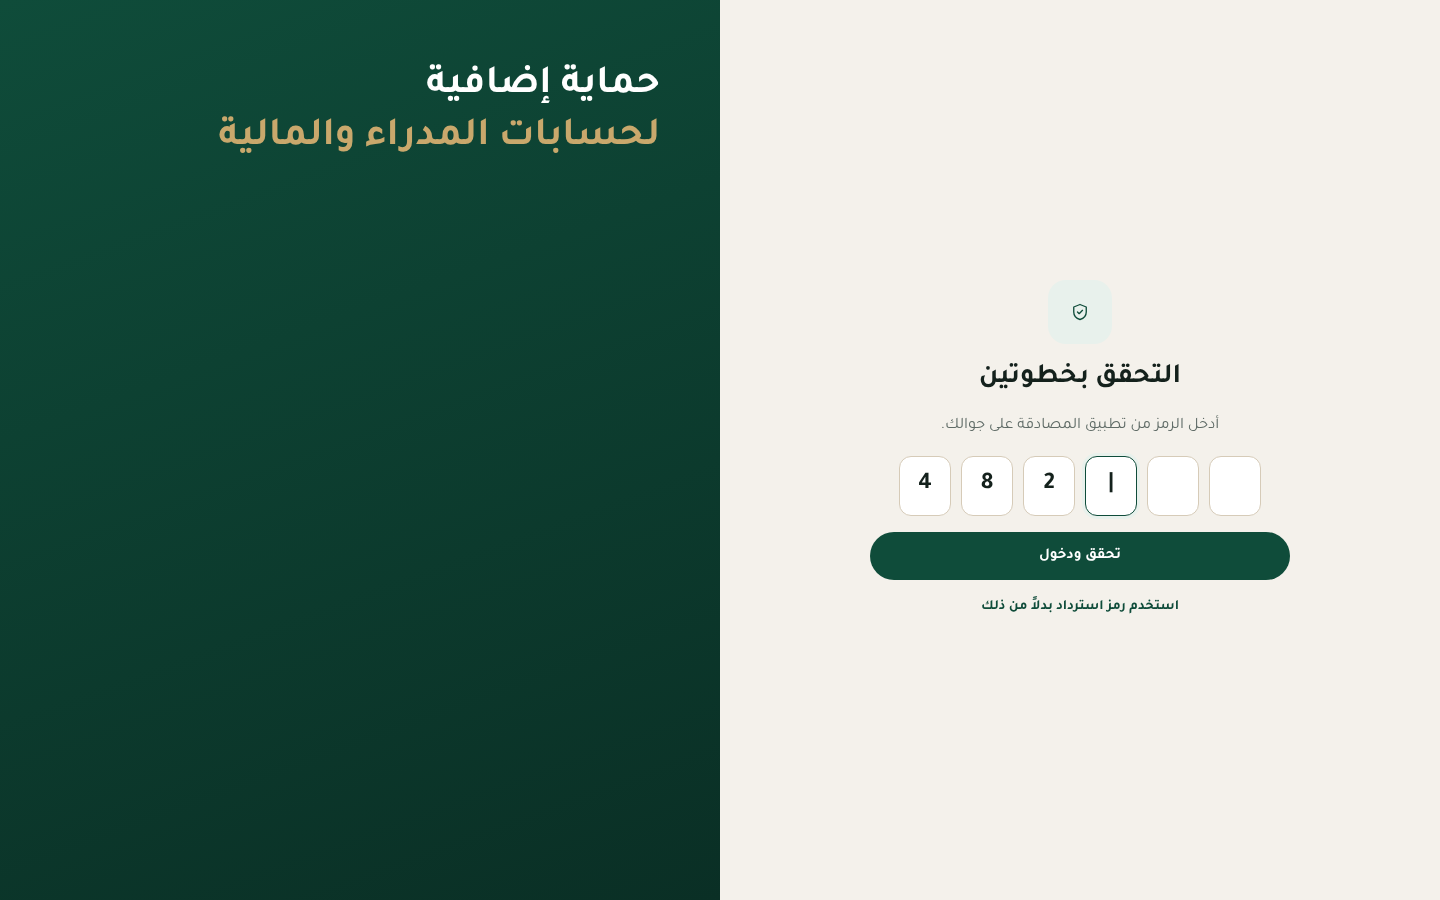 حماية إضافية
لحسابات المدراء والمالية
التحقق بخطوتين
أدخل الرمز من تطبيق المصادقة على جوالك.
4 8 2 |
تحقق ودخول
استخدم رمز استرداد بدلاً من ذلك